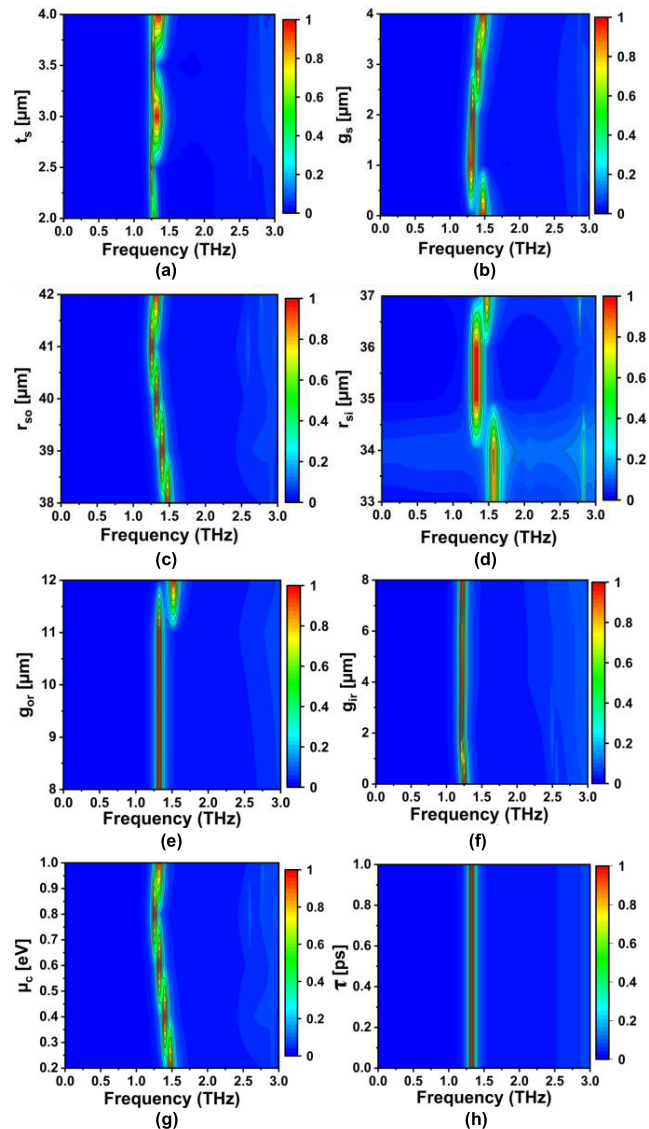 4.0
3.5
3.0
2.5
2.0
tₛ [µm]
0.0 0.5 1.0 1.5 2.0 2.5 3.0
Frequency (THz)
1
0.8
0.6
0.4
0.2
0
(a)
4
3
2
1
0
gₛ [µm]
0.0 0.5 1.0 1.5 2.0 2.5 3.0
Frequency (THz)
1
0.8
0.6
0.4
0.2
0
(b)
42
41
40
39
38
rₛₒ [µm]
0.0 0.5 1.0 1.5 2.0 2.5 3.0
Frequency (THz)
1
0.8
0.6
0.4
0.2
0
(c)
37
36
35
34
33
rₛᵢ [µm]
0.0 0.5 1.0 1.5 2.0 2.5 3.0
Frequency (THz)
1
0.8
0.6
0.4
0.2
0
(d)
12
11
10
9
8
gₒᵣ [µm]
0.0 0.5 1.0 1.5 2.0 2.5 3.0
Frequency (THz)
1
0.8
0.6
0.4
0.2
0
(e)
8
6
4
2
0
gᵢᵣ [µm]
0.0 0.5 1.0 1.5 2.0 2.5 3.0
Frequency (THz)
1
0.8
0.6
0.4
0.2
0
(f)
1.0
0.9
0.8
0.7
0.6
0.5
0.4
0.3
0.2
µc [eV]
0.0 0.5 1.0 1.5 2.0 2.5 3.0
Frequency (THz)
1
0.8
0.6
0.4
0.2
0
(g)
1.0
0.8
0.6
0.4
0.2
0.0
τ [ps]
0.0 0.5 1.0 1.5 2.0 2.5 3.0
Frequency (THz)
1
0.8
0.6
0.4
0.2
0
(h)